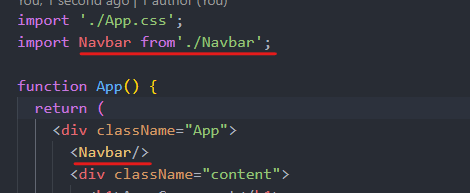 You, 1 second ago | 1 author (You)
import './App.css';
import Navbar from'./Navbar';
function App() {
return (
<div className="App">
<Navbar/>
<div className="content">